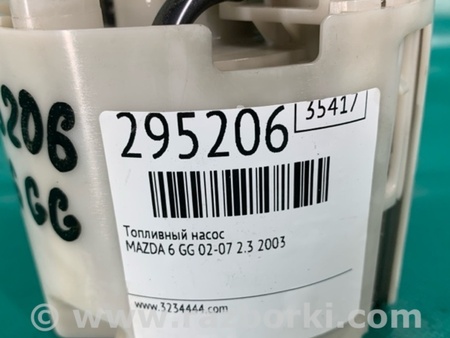 295206
35417
Топливный насос
MAZDA 6 GG 02-07 2.3 2003
www.3234444.com
206
GG
www.razborki.com